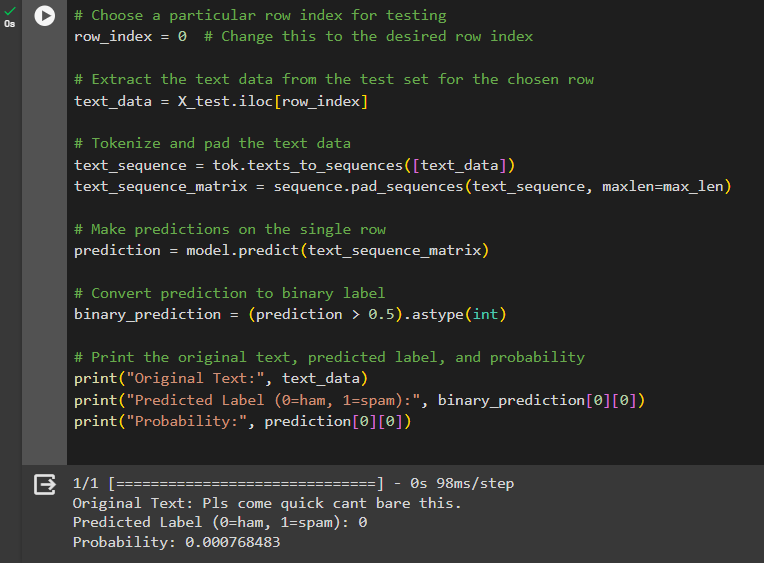 0s
# Choose a particular row index for testing
row_index = 0  # Change this to the desired row index
# Extract the text data from the test set for the chosen row
text_data = X_test.iloc[row_index]
# Tokenize and pad the text data
text_sequence = tok.texts_to_sequences([text_data])
text_sequence_matrix = sequence.pad_sequences(text_sequence, maxlen=max_len)
# Make predictions on the single row
prediction = model.predict(text_sequence_matrix)
# Convert prediction to binary label
binary_prediction = (prediction > 0.5).astype(int)
# Print the original text, predicted label, and probability
print("Original Text:", text_data)
print("Predicted Label (0=ham, 1=spam):", binary_prediction[0][0])
print("Probability:", prediction[0][0])
1/1 [==============================] - 0s 98ms/step
Original Text: Pls come quick cant bare this.
Predicted Label (0=ham, 1=spam): 0
Probability: 0.000768483